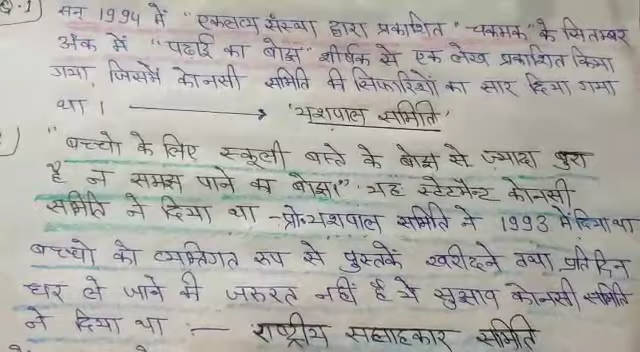 Q.1) सन् 1994 में "एकलव्य संस्था द्वारा प्रकाशित "चकमक" के सितम्बर
अंक में "पढाई का बोझ" शीर्षक से एक लेख प्रकाशित किया
गया, जिसमें कोनसी समिति की सिफारिशों का सार दिया गया
था। → 'यशपाल समिति'
) "बच्चो के लिए स्कूली बस्ते के बोझ से ज्यादा बुरा
है न समझ पाने का बोझ।" यह स्टेटमेन्ट कोनसी
समिति ने दिया था - प्रो० यशपाल समिति ने 1993 में दिया था
बच्चो को व्यक्तिगत रूप से पुस्तकें खरीदने तथा प्रतिदिन
घर ले जाने की जरुरत नहीं है ये सुझाव कोनसी समिति
ने दिया था :— राष्ट्रीय सलाहकार समिति